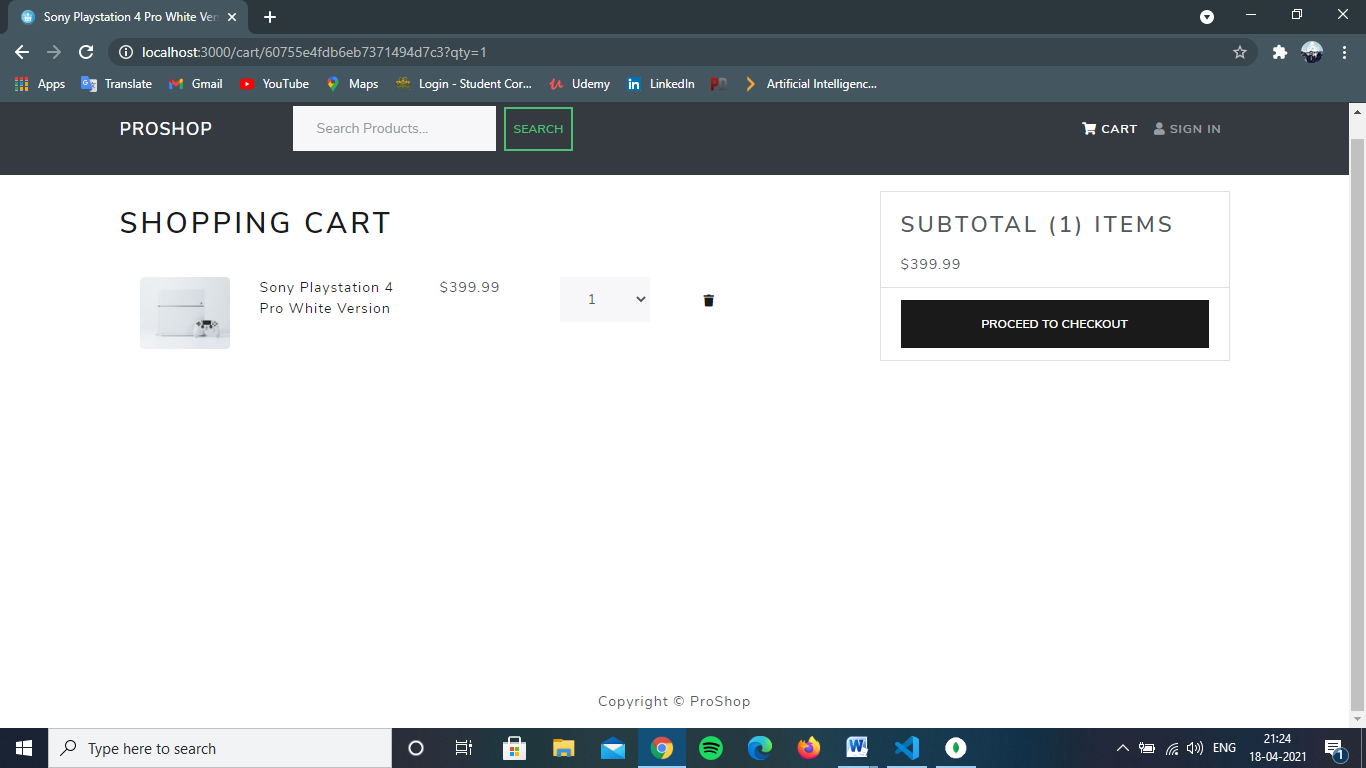 Sony Playstation 4 Pro White Ver
localhost:3000/cart/60755e4fdb6eb7371494d7c3?qty=1
Apps Translate Gmail YouTube Maps Login - Student Cor... Udemy LinkedIn Artificial Intelligenc...
PROSHOP Search Products... SEARCH CART SIGN IN
SHOPPING CART
Sony Playstation 4
Pro White Version
$399.99
1
SUBTOTAL (1) ITEMS
$399.99
PROCEED TO CHECKOUT
Copyright © ProShop
Type here to search
ENG
21:24
18-04-2021
1